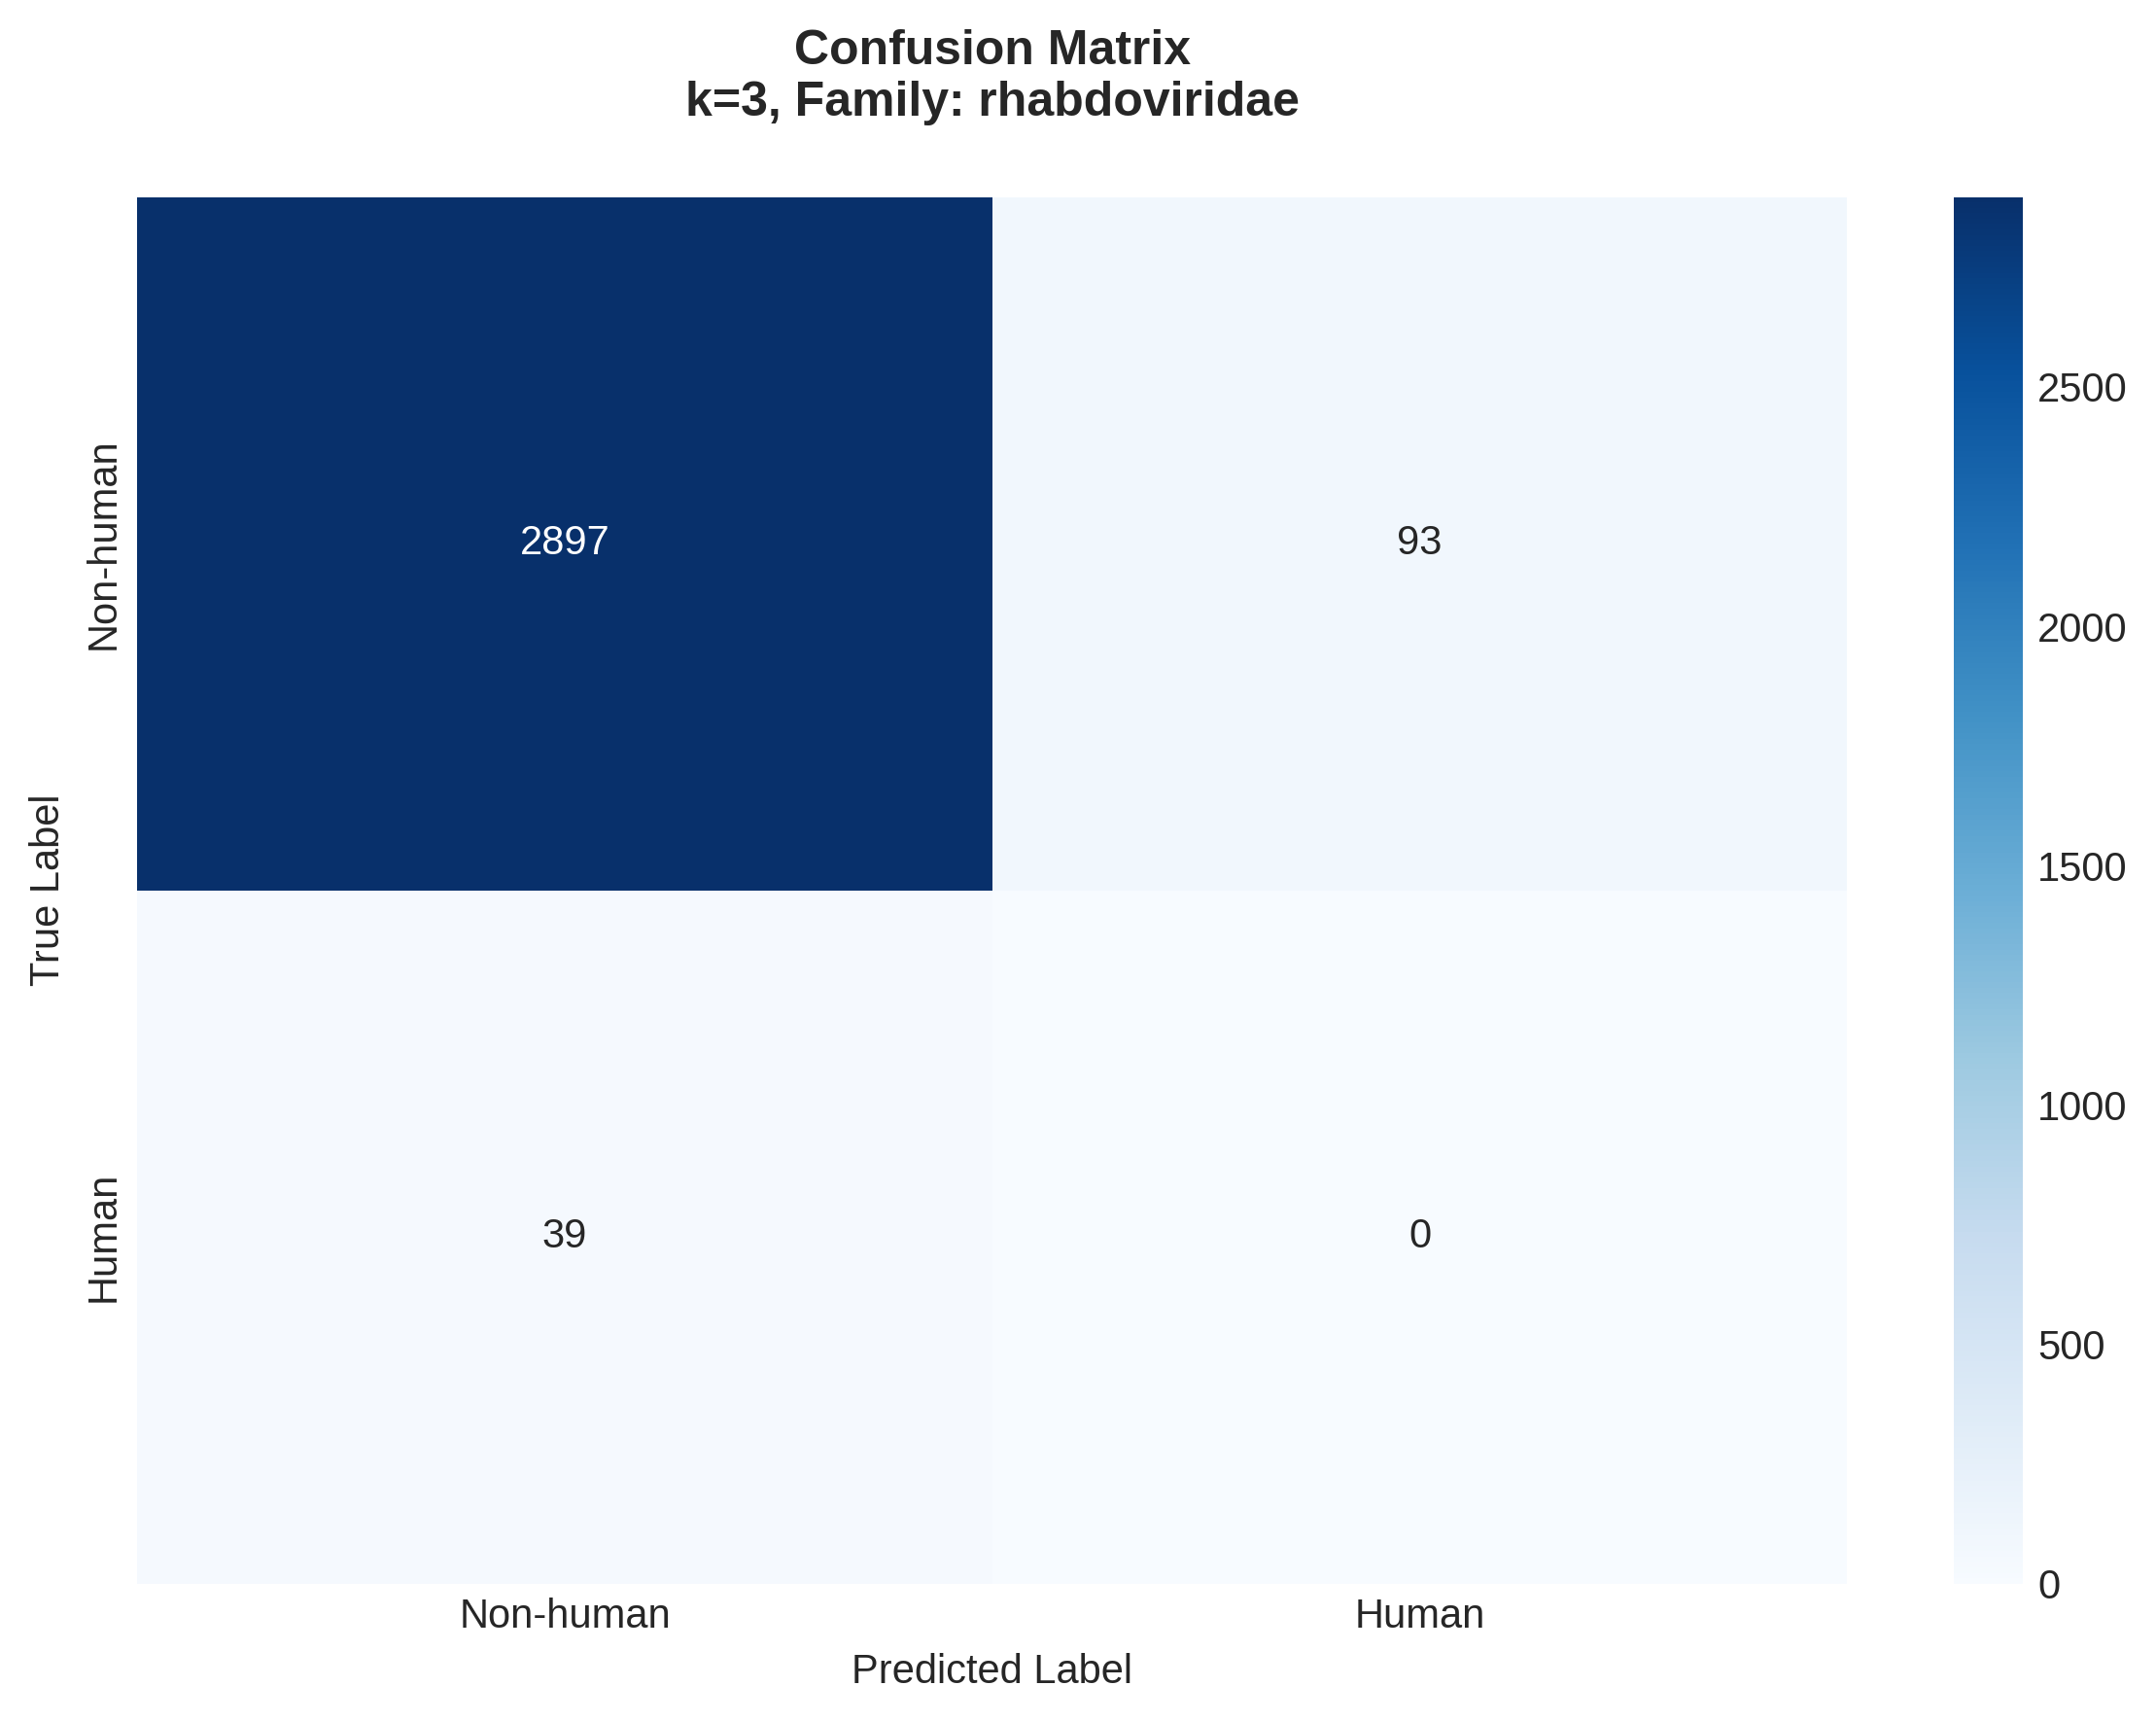 Confusion Matrix
k=3, Family: rhabdoviridae
True Label
Non-human
Human
2897
93
39
0
Non-human
Human
Predicted Label
2500
2000
1500
1000
500
0